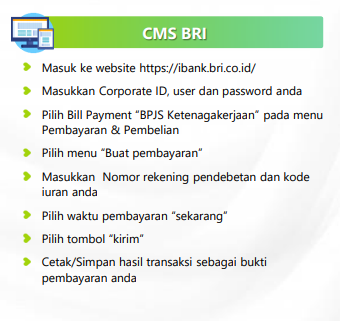 CMS BRI
Masuk ke website https://ibank.bri.co.id/
Masukkan Corporate ID, user dan password anda
Pilih Bill Payment “BPJS Ketenagakerjaan” pada menu
Pembayaran & Pembelian
Pilih menu “Buat pembayaran”
Masukkan  Nomor rekening pendebetan dan kode
iuran anda
Pilih waktu pembayaran “sekarang”
Pilih tombol “kirim”
Cetak/Simpan hasil transaksi sebagai bukti
pembayaran anda